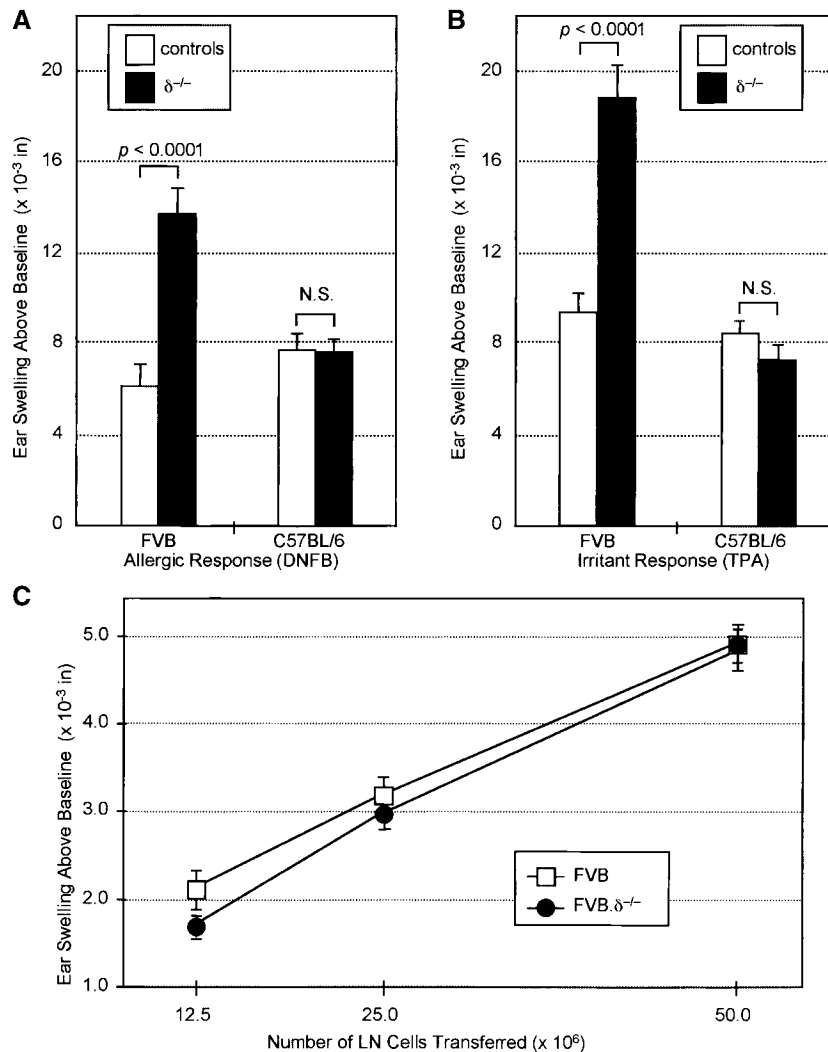 A
controls
δ⁻/⁻
p < 0.0001
N.S.
20
16
12
8
4
0
Ear Swelling Above Baseline (x 10⁻³ in)
FVB C57BL/6
Allergic Response (DNFB)
B
controls
δ⁻/⁻
p < 0.0001
N.S.
20
16
12
8
4
0
Ear Swelling Above Baseline (x 10⁻³ in)
FVB C57BL/6
Irritant Response (TPA)
C
5.0
4.0
3.0
2.0
1.0
Ear Swelling Above Baseline (x 10⁻³ in)
FVB
FVB.δ⁻/⁻
12.5 25.0 50.0
Number of LN Cells Transferred (x 10⁶)